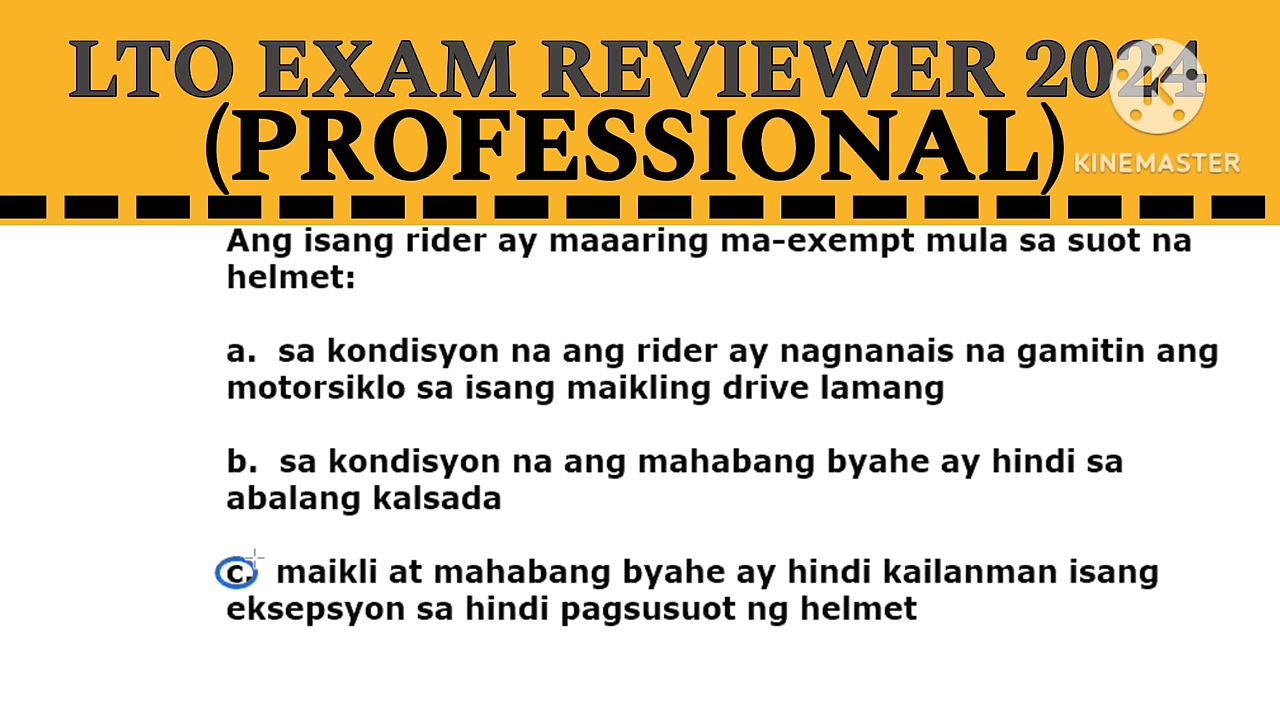 LTO EXAM REVIEWER 2024
(PROFESSIONAL)
KINEMASTER
Ang isang rider ay maaaring ma-exempt mula sa suot na
helmet:
a. sa kondisyon na ang rider ay nagnanais na gamitin ang
motorsiklo sa isang maikling drive lamang
b. sa kondisyon na ang mahabang byahe ay hindi sa
abalang kalsada
c. maikli at mahabang byahe ay hindi kailanman isang
eksepsyon sa hindi pagsusuot ng helmet